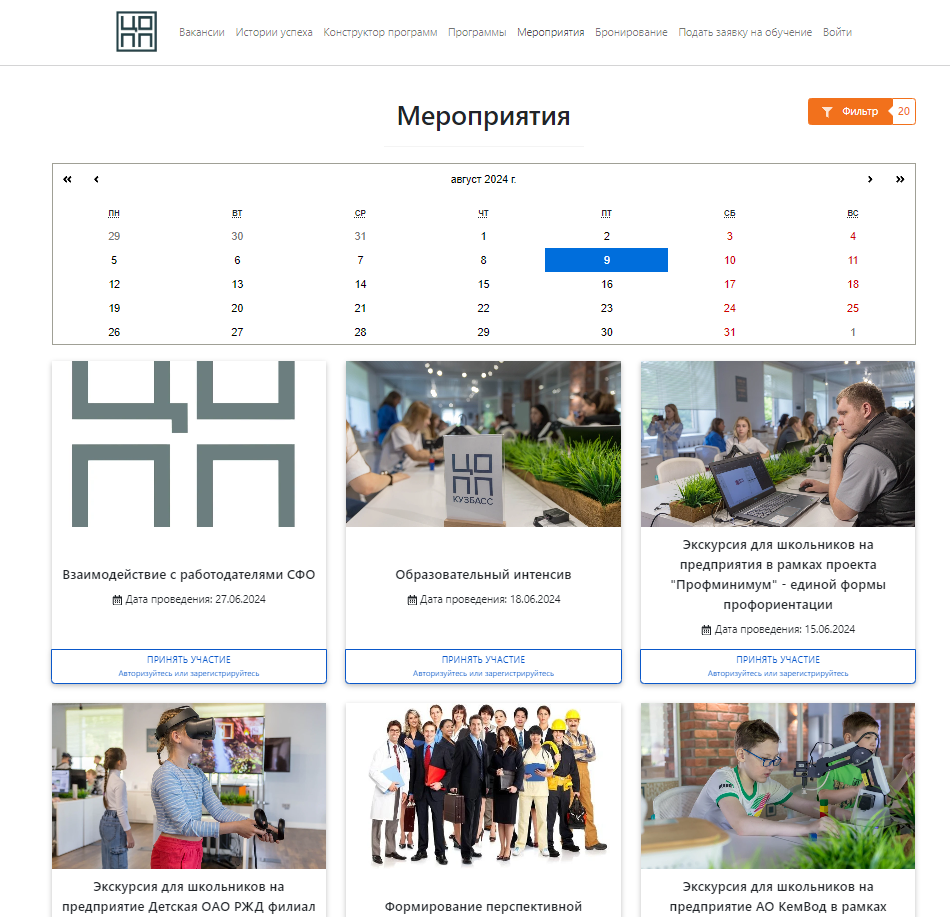 ЦОПП
Вакансии Истории успеха Конструктор программ Программы Мероприятия Бронирование Подать заявку на обучение Войти
Мероприятия
Фильтр 20
« ‹ август 2024 г. › »
ПН ВТ СР ЧТ ПТ СБ ВС
29 30 31 1 2 3 4
5 6 7 8 9 10 11
12 13 14 15 16 17 18
19 20 21 22 23 24 25
26 27 28 29 30 31 1
ЦОПП
Взаимодействие с работодателями СФО
Дата проведения: 27.06.2024
ПРИНЯТЬ УЧАСТИЕ
Авторизуйтесь или зарегистрируйтесь
ЦОПП
КУЗБАСС
Образовательный интенсив
Дата проведения: 18.06.2024
ПРИНЯТЬ УЧАСТИЕ
Авторизуйтесь или зарегистрируйтесь
Экскурсия для школьников на
предприятия в рамках проекта
"Профминимум" - единой формы
профориентации
Дата проведения: 15.06.2024
ПРИНЯТЬ УЧАСТИЕ
Авторизуйтесь или зарегистрируйтесь
Экскурсия для школьников на
предприятие Детская ОАО РЖД филиал
Формирование перспективной
Экскурсия для школьников на
предприятие АО КемВод в рамках